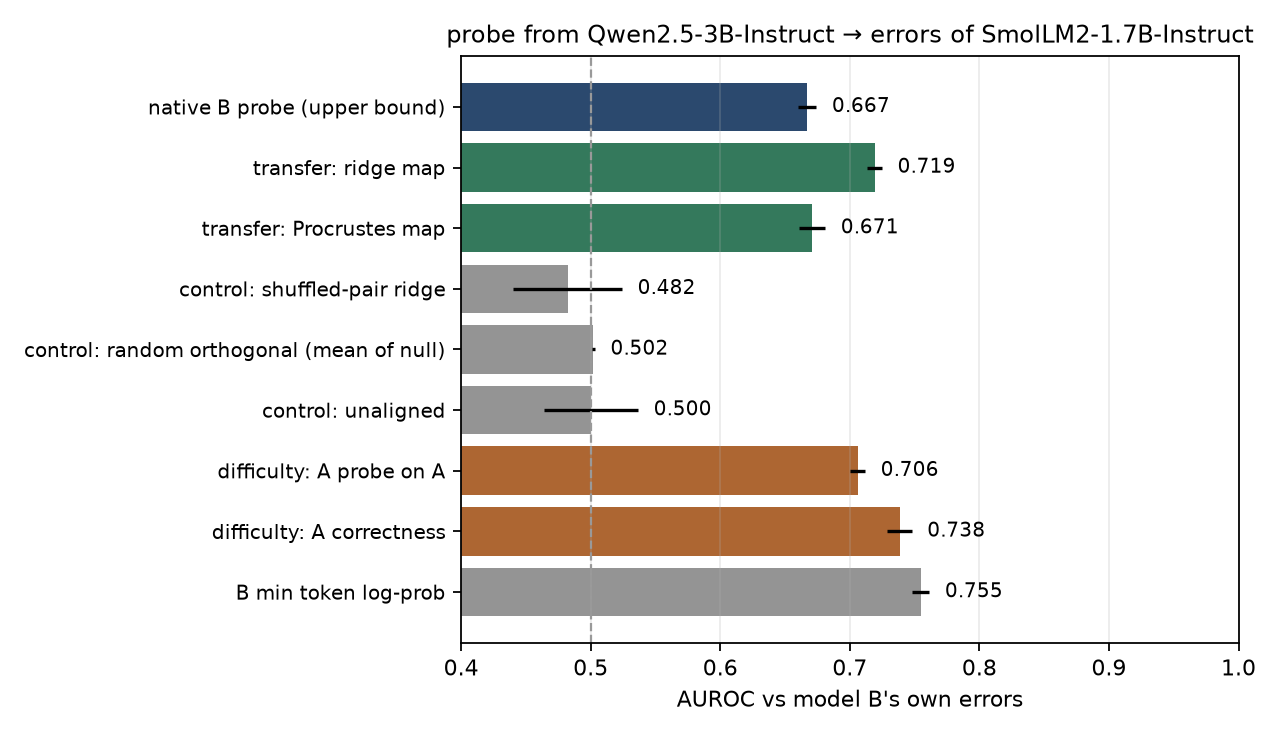 probe from Qwen2.5-3B-Instruct → errors of SmolLM2-1.7B-Instruct
native B probe (upper bound) 0.667
transfer: ridge map 0.719
transfer: Procrustes map 0.671
control: shuffled-pair ridge 0.482
control: random orthogonal (mean of null) 0.502
control: unaligned 0.500
difficulty: A probe on A 0.706
difficulty: A correctness 0.738
B min token log-prob 0.755
0.4 0.5 0.6 0.7 0.8 0.9 1.0
AUROC vs model B's own errors